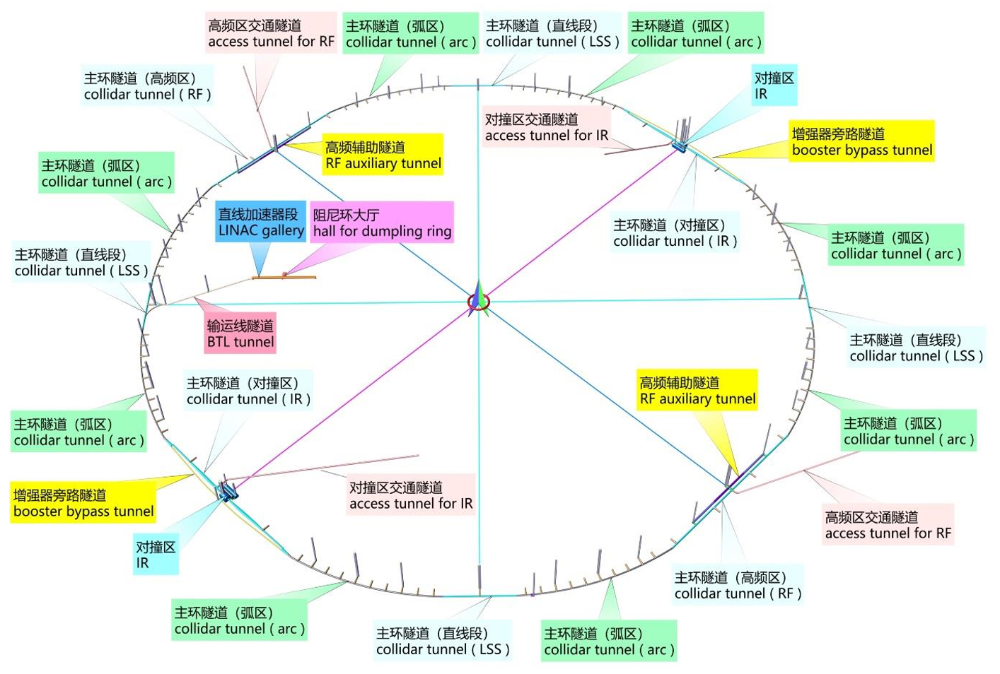 高频区交通隧道
access tunnel for RF
主环隧道（弧区）
collidar tunnel ( arc )
主环隧道（直线段）
collidar tunnel ( LSS )
主环隧道（弧区）
collidar tunnel ( arc )
主环隧道（高频区）
collidar tunnel ( RF )
对撞区
IR
对撞区交通隧道
access tunnel for IR
增强器旁路隧道
booster bypass tunnel
高频辅助隧道
RF auxiliary tunnel
主环隧道（弧区）
collidar tunnel ( arc )
直线加速器段
LINAC gallery
阻尼环大厅
hall for dumpling ring
主环隧道（对撞区）
collidar tunnel ( IR )
主环隧道（弧区）
collidar tunnel ( arc )
主环隧道（直线段）
collidar tunnel ( LSS )
输运线隧道
BTL tunnel
主环隧道（直线段）
collidar tunnel ( LSS )
主环隧道（对撞区）
collidar tunnel ( IR )
高频辅助隧道
RF auxiliary tunnel
主环隧道（弧区）
collidar tunnel ( arc )
主环隧道（弧区）
collidar tunnel ( arc )
增强器旁路隧道
booster bypass tunnel
对撞区交通隧道
access tunnel for IR
高频区交通隧道
access tunnel for RF
对撞区
IR
主环隧道（高频区）
collidar tunnel ( RF )
主环隧道（弧区）
collidar tunnel ( arc )
主环隧道（直线段）
collidar tunnel ( LSS )
主环隧道（弧区）
collidar tunnel ( arc )